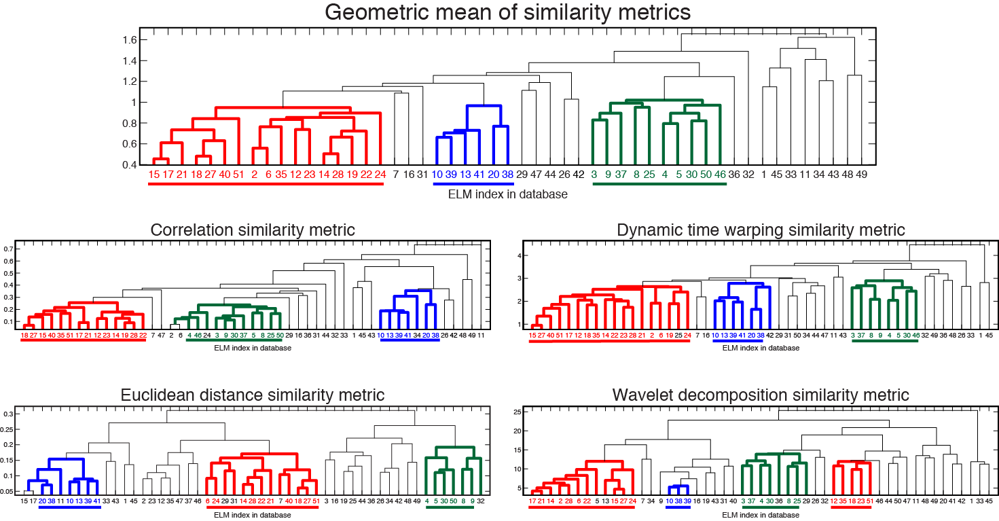 Geometric mean of similarity metrics
1.6
1.4
1.2
1
0.8
0.6
0.4
15 17 21 18 27 40 51 2 6 35 12 23 14 28 19 22 24 7 16 31 10 39 13 41 20 38 29 47 44 26 42 3 9 37 8 25 4 5 30 50 46 36 32 1 45 33 11 34 43 48 49
ELM index in database
Correlation similarity metric
0.7
0.6
0.5
0.4
0.3
0.2
0.1
18 27 15 40 35 51 17 21 12 23 14 19 28 22 7 47 2 6 4 46 24 3 9 30 37 5 8 25 50 29 16 36 31 44 32 33 1 45 43 10 13 39 41 34 20 38 26 42 48 49 11
ELM index in database
Dynamic time warping similarity metric
4
3
2
1
15 27 40 51 17 12 18 35 14 22 23 28 21 2 6 19 25 24 7 16 10 13 39 41 20 38 42 29 31 50 34 44 47 11 43 3 37 8 9 4 5 30 46 32 49 36 48 26 33 1 45
ELM index in database
Euclidean distance similarity metric
0.3
0.25
0.2
0.15
0.1
0.05
15 17 20 38 11 10 13 39 41 33 43 1 45 2 23 12 35 47 37 46 6 24 29 31 14 28 22 21 7 40 18 27 51 3 16 19 25 44 36 26 34 42 48 49 4 5 30 50 8 9 32
ELM index in database
Wavelet decomposition similarity metric
25
20
15
10
5
17 21 14 2 28 6 22 5 13 15 27 24 7 34 9 10 38 39 16 19 43 31 40 3 37 4 30 36 8 25 29 26 32 12 35 18 23 51 46 44 50 47 11 48 49 20 41 42 1 33 45
ELM index in database